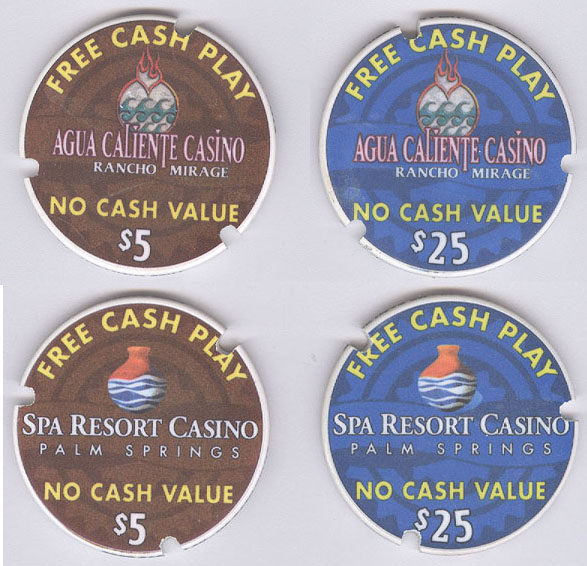 FREE CASH PLAY
AGUA CALIENTE CASINO
RANCHO MIRAGE
NO CASH VALUE
$5
FREE CASH PLAY
AGUA CALIENTE CASINO
RANCHO MIRAGE
NO CASH VALUE
$25
FREE CASH PLAY
SPA RESORT CASINO
PALM SPRINGS
NO CASH VALUE
$5
FREE CASH PLAY
SPA RESORT CASINO
PALM SPRINGS
NO CASH VALUE
$25